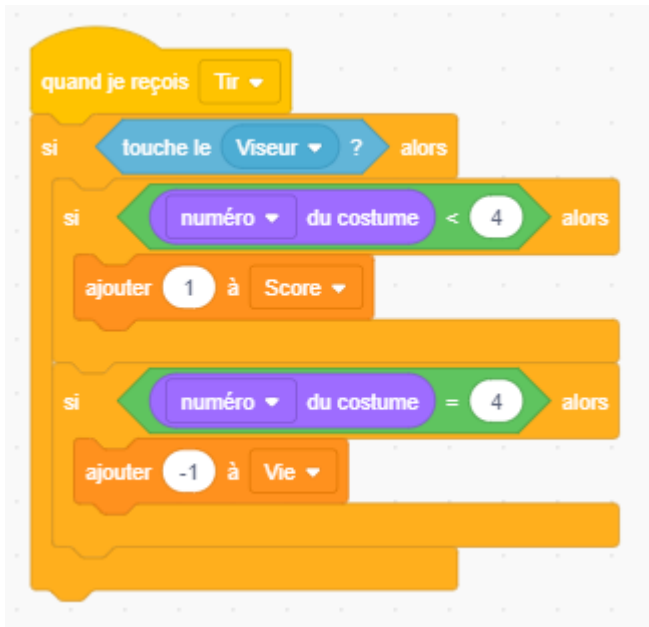 quand je reçois Tir
si touche le Viseur ? alors
si numéro du costume < 4 alors
ajouter 1 à Score
si numéro du costume = 4 alors
ajouter -1 à Vie